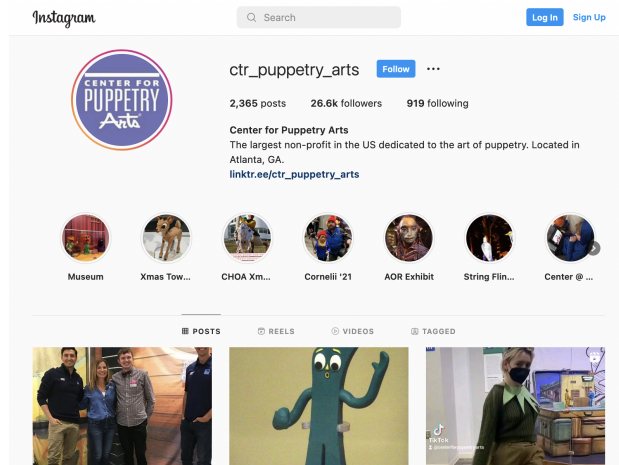 Instagram
Search
Log In
Sign Up
CENTER FOR
PUPPETRY
Arts
ctr_puppetry_arts
Follow
2,365 posts 26.6k followers 919 following
Center for Puppetry Arts
The largest non-profit in the US dedicated to the art of puppetry. Located in
Atlanta, GA.
linktr.ee/ctr_puppetry_arts
Museum
Xmas Tow...
CHOA Xm...
Cornelii '21
AOR Exhibit
String Flin...
Center @ ...
POSTS
REELS
VIDEOS
TAGGED
TikTok